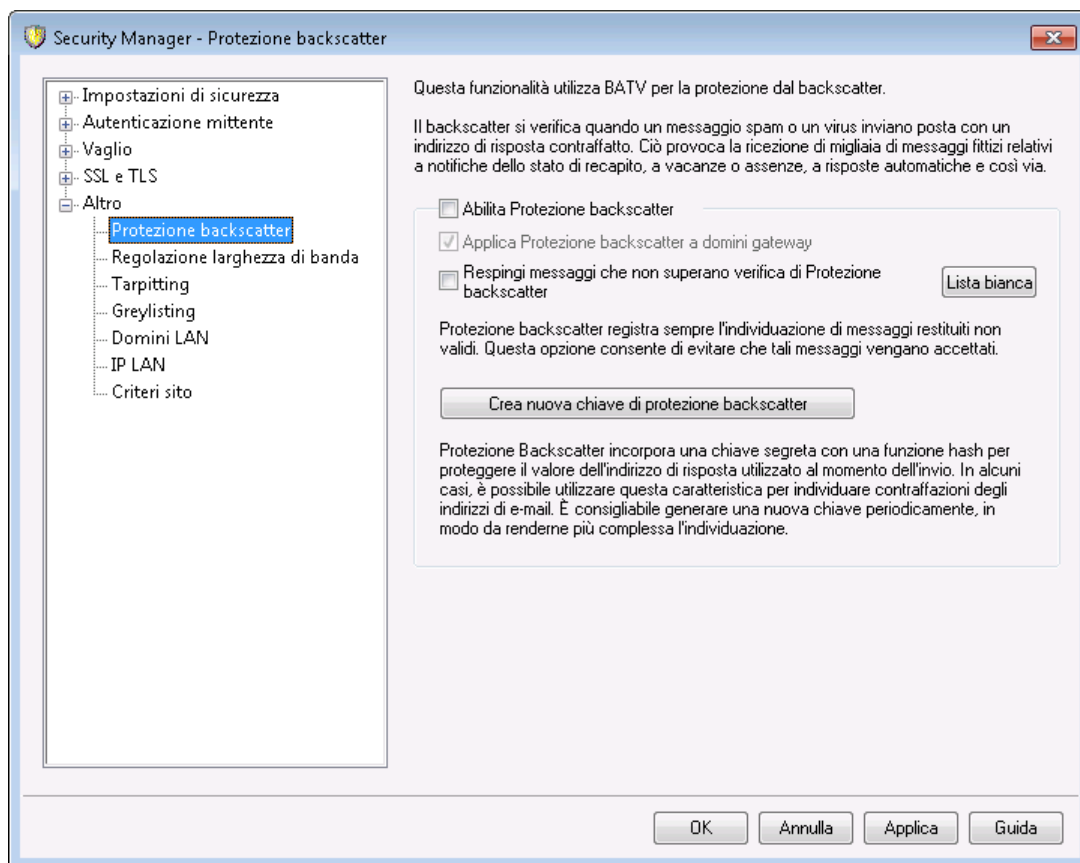 Security Manager - Protezione backscatter
Impostazioni di sicurezza
Autenticazione mittente
Vaglio
SSL e TLS
Altro
Protezione backscatter
Regolazione larghezza di banda
Tarpitting
Greylisting
Domini LAN
IP LAN
Criteri sito
Questa funzionalità utilizza BATV per la protezione dal backscatter.
Il backscatter si verifica quando un messaggio spam o un virus inviano posta con un
indirizzo di risposta contraffatto. Ciò provoca la ricezione di migliaia di messaggi fittizi relativi
a notifiche dello stato di recapito, a vacanze o assenze, a risposte automatiche e così via.
Abilita Protezione backscatter
Applica Protezione backscatter a domini gateway
Respingi messaggi che non superano verifica di Protezione
backscatter
Lista bianca
Protezione backscatter registra sempre l'individuazione di messaggi restituiti non
validi. Questa opzione consente di evitare che tali messaggi vengano accettati.
Crea nuova chiave di protezione backscatter
Protezione Backscatter incorpora una chiave segreta con una funzione hash per
proteggere il valore dell'indirizzo di risposta utilizzato al momento dell'invio. In alcuni
casi, è possibile utilizzare questa caratteristica per individuare contraffazioni degli
indirizzi di e-mail. È consigliabile generare una nuova chiave periodicamente, in
modo da renderne più complessa l'individuazione.
OK
Annulla
Applica
Guida